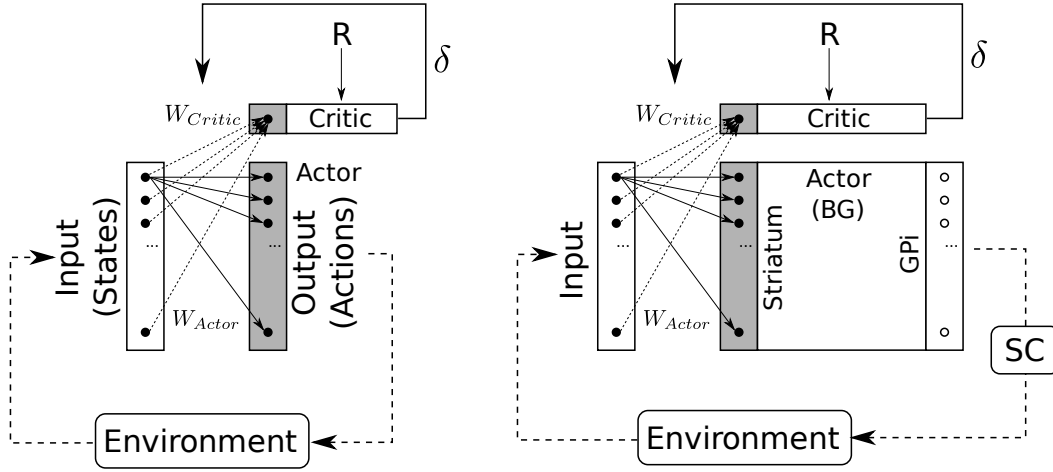 R
δ
W_Critic
Critic
Actor
Input
(States)
...
...
Output
(Actions)
W_Actor
Environment
R
δ
W_Critic
Critic
Actor
(BG)
Input
...
...
Striatum
GPi
...
W_Actor
SC
Environment